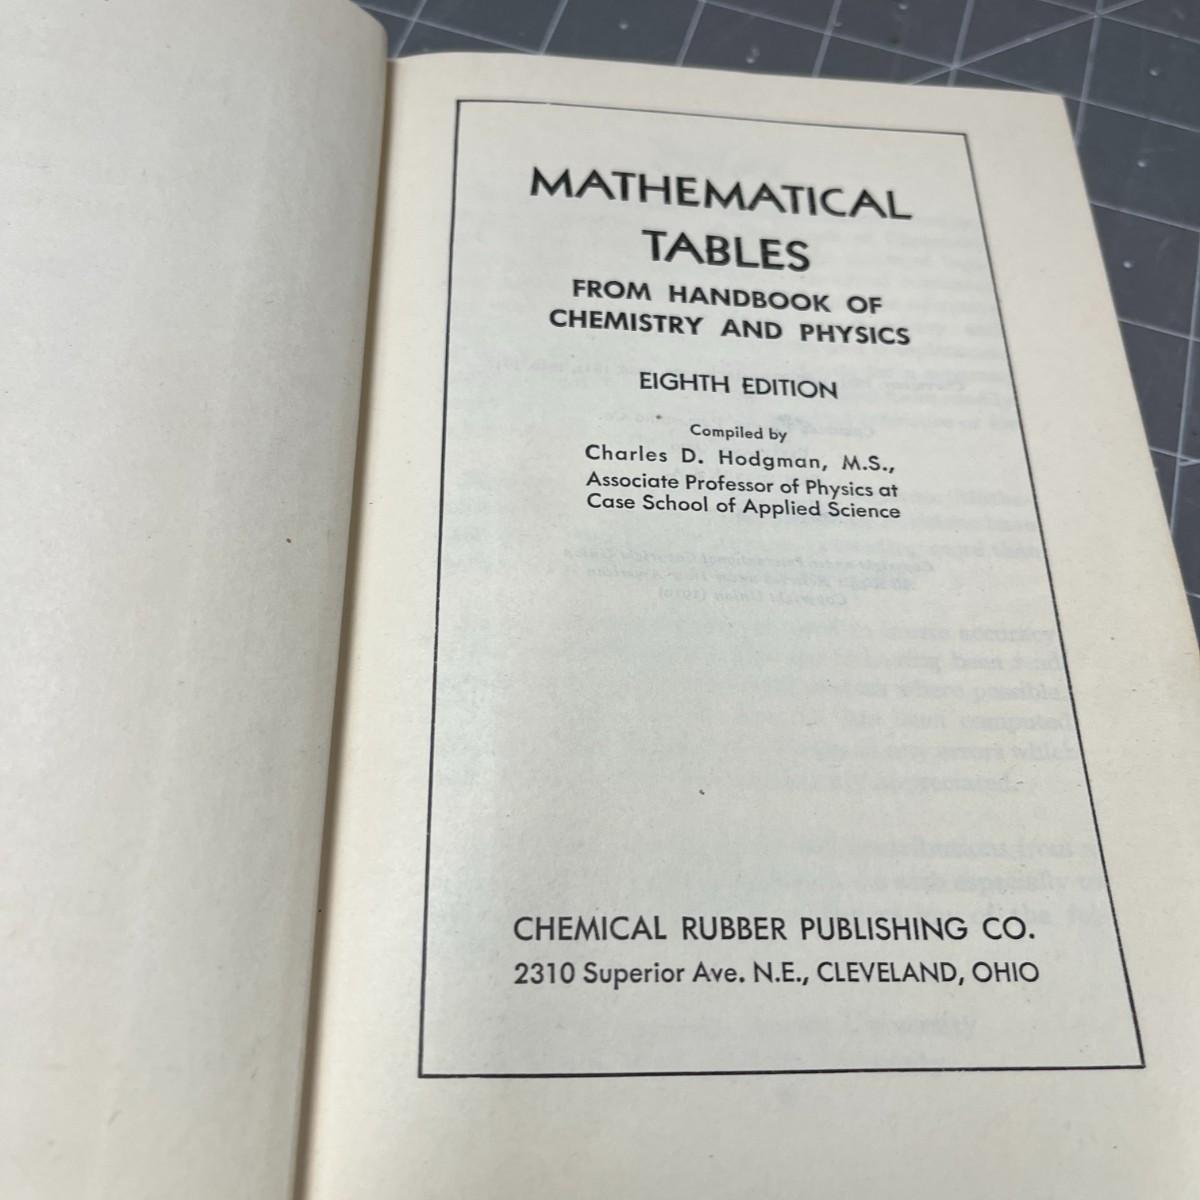 MATHEMATICAL
TABLES
FROM HANDBOOK OF
CHEMISTRY AND PHYSICS
EIGHTH EDITION
Compiled by
Charles D. Hodgman, M.S.,
Associate Professor of Physics at
Case School of Applied Science
CHEMICAL RUBBER PUBLISHING CO.
2310 Superior Ave. N.E., CLEVELAND, OHIO